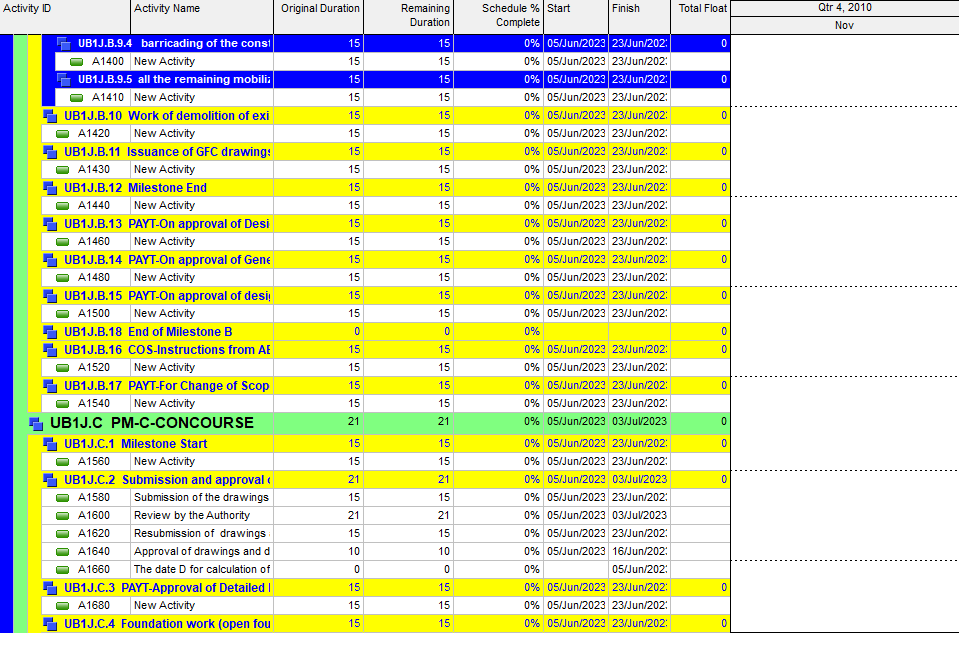 Activity ID Activity Name Original Duration Remaining Duration Schedule % Complete Start Finish Total Float Qtr 4, 2010
Nov
UB1J.B.9.4 barricading of the const 15 15 0% 05/Jun/2023 23/Jun/202 0
A1400 New Activity 15 15 0% 05/Jun/2023 23/Jun/202
UB1J.B.9.5 all the remaining mobiliz 15 15 0% 05/Jun/2023 23/Jun/202 0
A1410 New Activity 15 15 0% 05/Jun/2023 23/Jun/202
UB1J.B.10 Work of demolition of exi 15 15 0% 05/Jun/2023 23/Jun/202 0
A1420 New Activity 15 15 0% 05/Jun/2023 23/Jun/202
UB1J.B.11 Issuance of GFC drawings 15 15 0% 05/Jun/2023 23/Jun/202 0
A1430 New Activity 15 15 0% 05/Jun/2023 23/Jun/202
UB1J.B.12 Milestone End 15 15 0% 05/Jun/2023 23/Jun/202 0
A1440 New Activity 15 15 0% 05/Jun/2023 23/Jun/202
UB1J.B.13 PAYT-On approval of Desi 15 15 0% 05/Jun/2023 23/Jun/202 0
A1460 New Activity 15 15 0% 05/Jun/2023 23/Jun/202
UB1J.B.14 PAYT-On approval of Gene 15 15 0% 05/Jun/2023 23/Jun/202 0
A1480 New Activity 15 15 0% 05/Jun/2023 23/Jun/202
UB1J.B.15 PAYT-On approval of desig 15 15 0% 05/Jun/2023 23/Jun/202 0
A1500 New Activity 15 15 0% 05/Jun/2023 23/Jun/202
UB1J.B.18 End of Milestone B 0 0 0% 0
UB1J.B.16 COS-Instructions from AE 15 15 0% 05/Jun/2023 23/Jun/202 0
A1520 New Activity 15 15 0% 05/Jun/2023 23/Jun/202
UB1J.B.17 PAYT-For Change of Scop 15 15 0% 05/Jun/2023 23/Jun/202 0
A1540 New Activity 15 15 0% 05/Jun/2023 23/Jun/202
UB1J.C PM-C-CONCOURSE 21 21 0% 05/Jun/2023 03/Jul/2023 0
UB1J.C.1 Milestone Start 15 15 0% 05/Jun/2023 23/Jun/202 0
A1560 New Activity 15 15 0% 05/Jun/2023 23/Jun/202
UB1J.C.2 Submission and approval 21 21 0% 05/Jun/2023 03/Jul/2023 0
A1580 Submission of the drawings 15 15 0% 05/Jun/2023 23/Jun/202
A1600 Review by the Authority 21 21 0% 05/Jun/2023 03/Jul/2023
A1620 Resubmission of drawings 15 15 0% 05/Jun/2023 23/Jun/202
A1640 Approval of drawings and d 10 10 0% 05/Jun/2023 16/Jun/202
A1660 The date D for calculation of 0 0 0% 05/Jun/202
UB1J.C.3 PAYT-Approval of Detailed 15 15 0% 05/Jun/2023 23/Jun/202 0
A1680 New Activity 15 15 0% 05/Jun/2023 23/Jun/202
UB1J.C.4 Foundation work (open fou 15 15 0% 05/Jun/2023 23/Jun/202 0